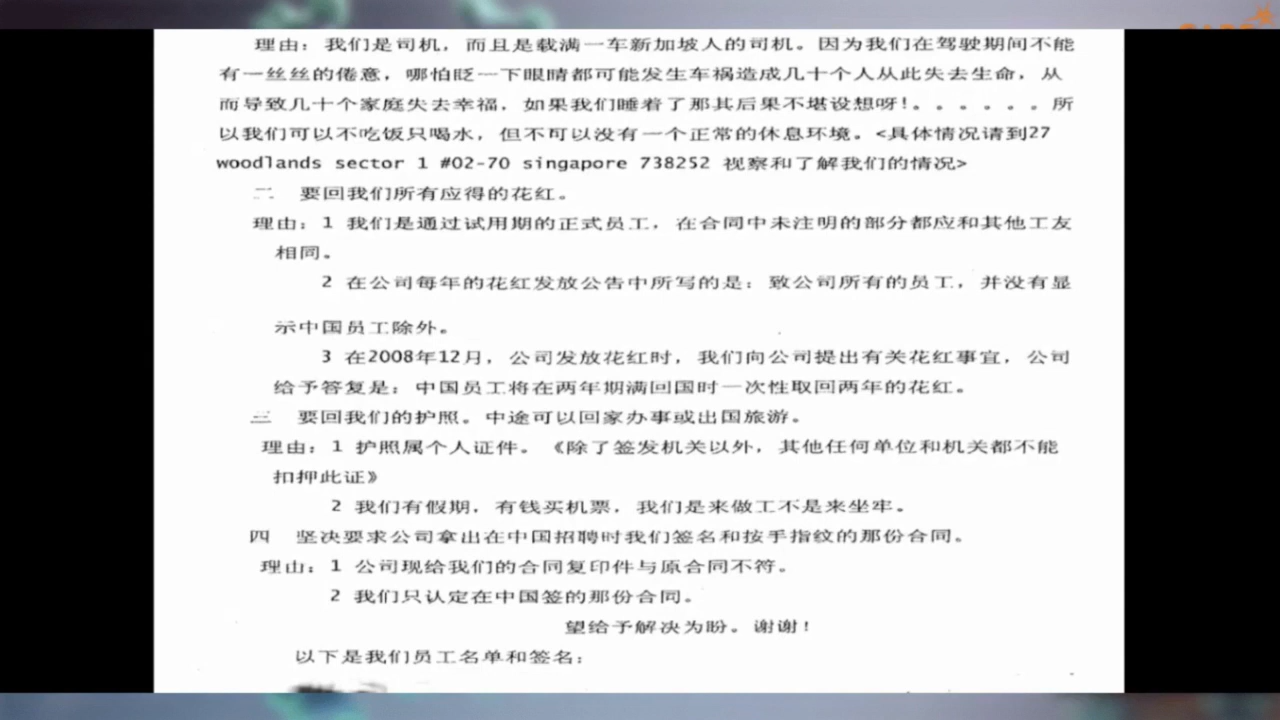 理由：我们是司机，而且是载满一车新加坡人的司机。因为我们在驾驶期间不能
有一丝丝的倦意，哪怕眨一下眼睛都可能发生车祸造成几十个人从此失去生命，从
而导致几十个家庭失去幸福，如果我们睡着了那其后果不堪设想呀！。。。。。。所
以我们可以不吃饭只喝水，但不可以没有一个正常的休息环境。<具体情况请到27
woodlands sector 1 #02-70 singapore 738252 视察和了解我们的情况>
二 要回我们所有应得的花红。
理由：1 我们是通过试用期的正式员工，在合同中未注明的部分都应和其他工友
相同。
2 在公司每年的花红发放公告中所写的是：致公司所有的员工，并没有显
示中国员工除外。
3 在2008年12月，公司发放花红时，我们向公司提出有关花红事宜，公司
给予答复是：中国员工将在两年期满回国时一次性取回两年的花红。
三 要回我们的护照。中途可以回家办事或出国旅游。
理由：1 护照属个人证件。《除了签发机关以外，其他任何单位和机关都不能
扣押此证》
2 我们有假期，有钱买机票，我们是来做工不是来坐牢。
四 坚决要求公司拿出在中国招聘时我们签名和按手指纹的那份合同。
理由：1 公司现给我们的合同复印件与原合同不符。
2 我们只认定在中国签的那份合同。
望给予解决为盼。谢谢！
以下是我们员工名单和签名：